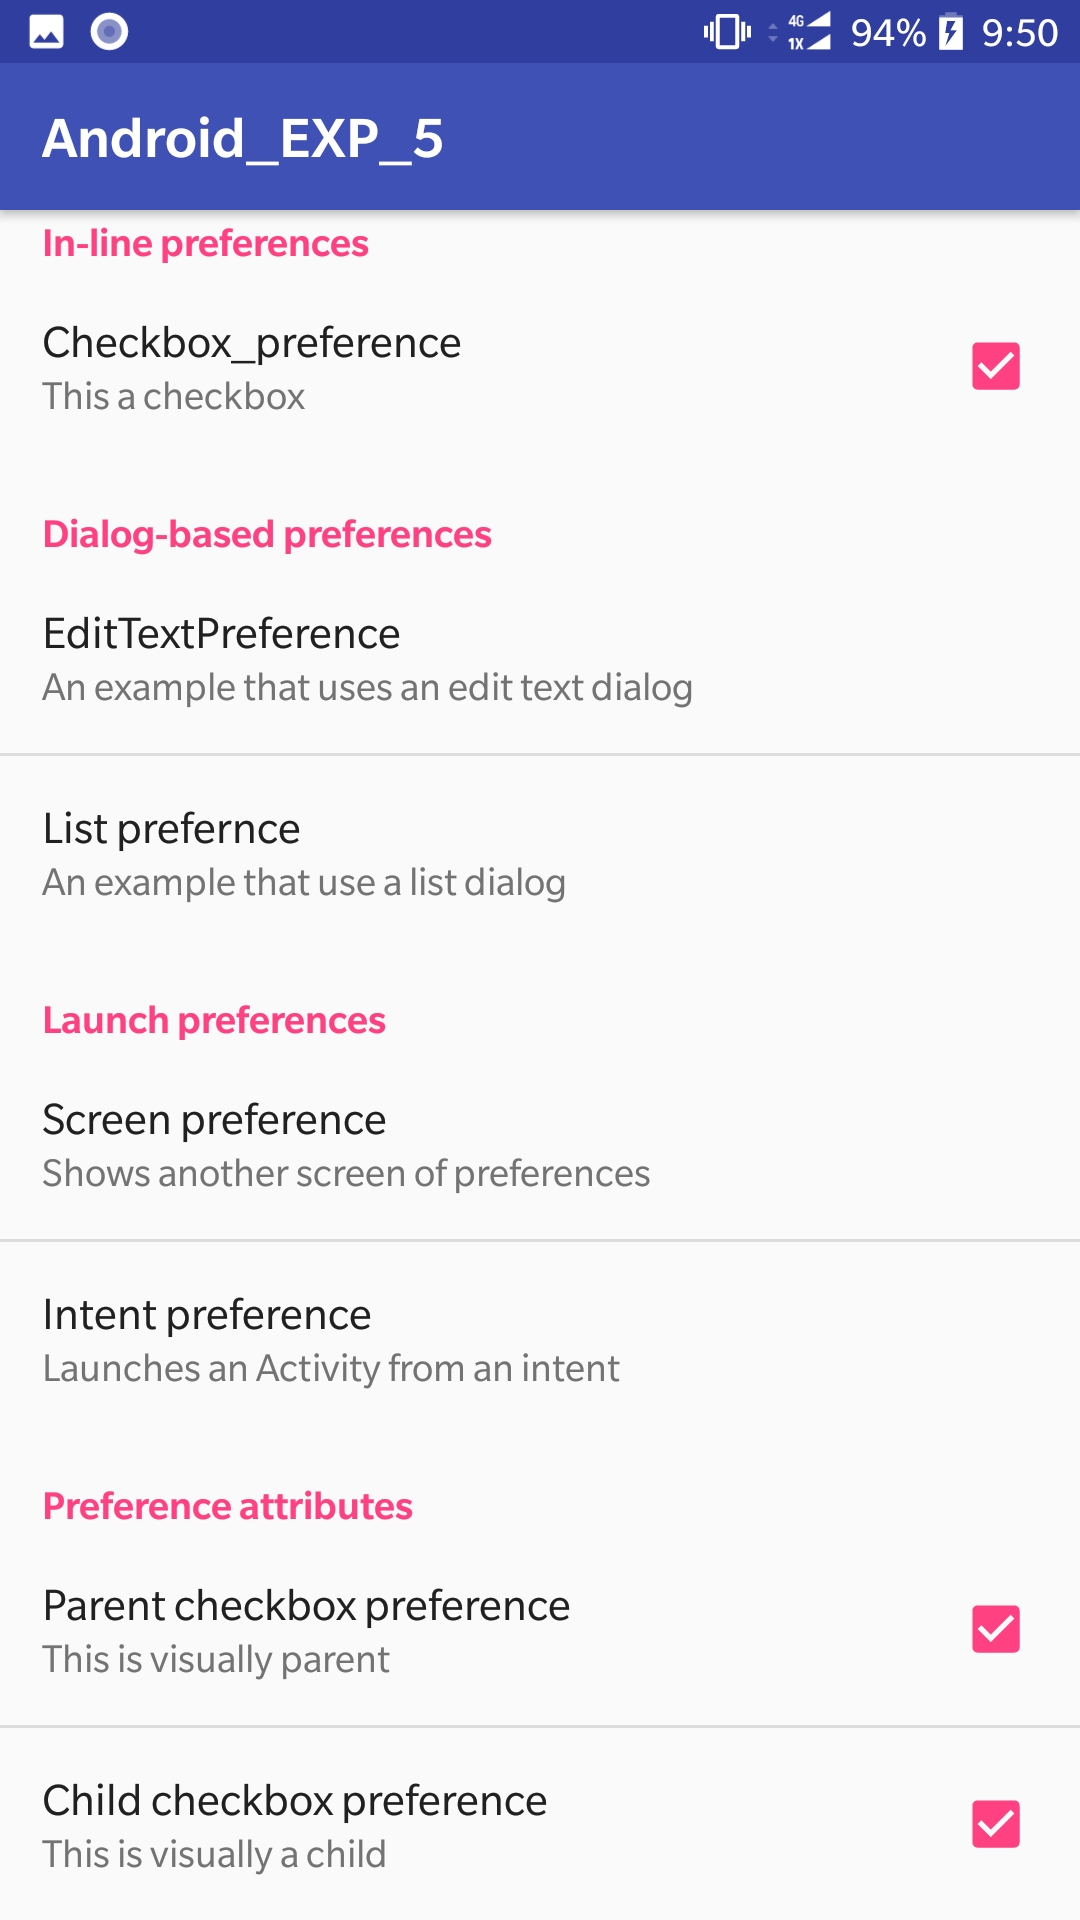 4G
1X
94%
9:50
Android_EXP_5
In-line preferences
Checkbox_preference
This a checkbox
Dialog-based preferences
EditTextPreference
An example that uses an edit text dialog
List prefernce
An example that use a list dialog
Launch preferences
Screen preference
Shows another screen of preferences
Intent preference
Launches an Activity from an intent
Preference attributes
Parent checkbox preference
This is visually parent
Child checkbox preference
This is visually a child